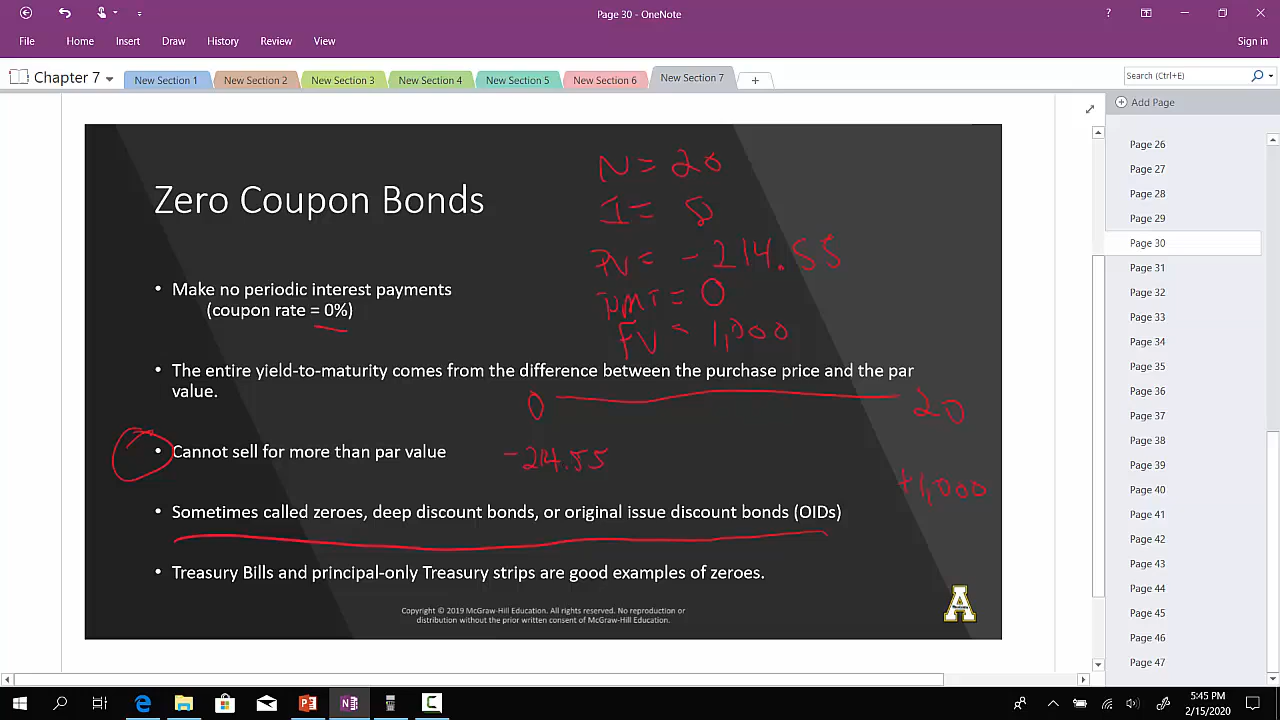 Page 30 - OneNote
File Home Insert Draw History Review View Sign in
Chapter 7 New Section 1 New Section 2 New Section 3 New Section 4 New Section 5 New Section 6 New Section 7 Search (Ctrl+E)
Add Page
Page 26
Page 27
Page 28
Page 29
Page 30
Page 31
Page 32
Page 33
Page 34
Page 35
Page 36
Page 37
Page 38
Page 39
Page 40
Page 41
Page 42
Page 43
Page 44
Page 45
Page 46
Page 47
Zero Coupon Bonds
N = 20
I = 8
PV = -214.55
PMT = 0
FV = 1,000
• Make no periodic interest payments
(coupon rate = 0%)
• The entire yield-to-maturity comes from the difference between the purchase price and the par
value.
0 20
• Cannot sell for more than par value
-214.55
+1,000
• Sometimes called zeroes, deep discount bonds, or original issue discount bonds (OIDs)
• Treasury Bills and principal-only Treasury strips are good examples of zeroes.
Copyright © 2019 McGraw-Hill Education. All rights reserved. No reproduction or
distribution without the prior written consent of McGraw-Hill Education.
A
5:45 PM
2/15/2020